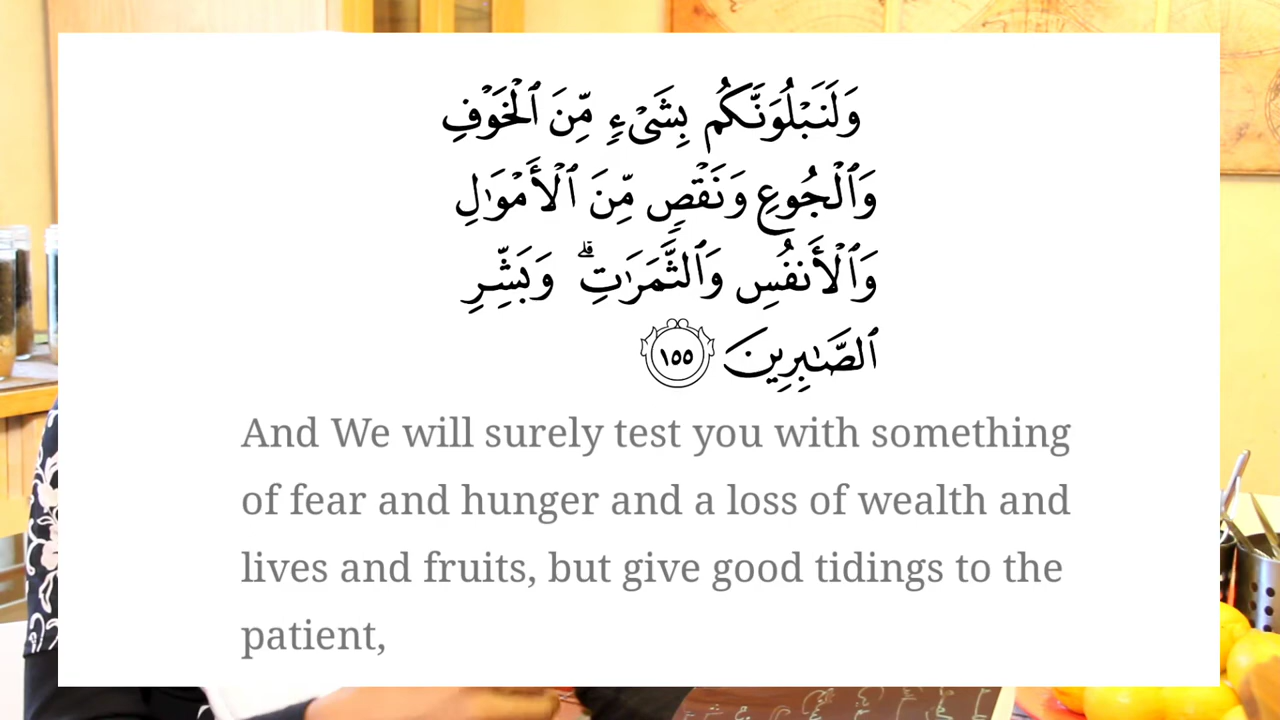 وَلَنَبْلُوَنَّكُم بِشَىْءٍ مِّنَ ٱلْخَوْفِ
وَٱلْجُوعِ وَنَقْصٍ مِّنَ ٱلْأَمْوَٰلِ
وَٱلْأَنفُسِ وَٱلثَّمَرَٰتِ ۗ وَبَشِّرِ
ٱلصَّـٰبِرِينَ ١٥٥
And We will surely test you with something
of fear and hunger and a loss of wealth and
lives and fruits, but give good tidings to the
patient,